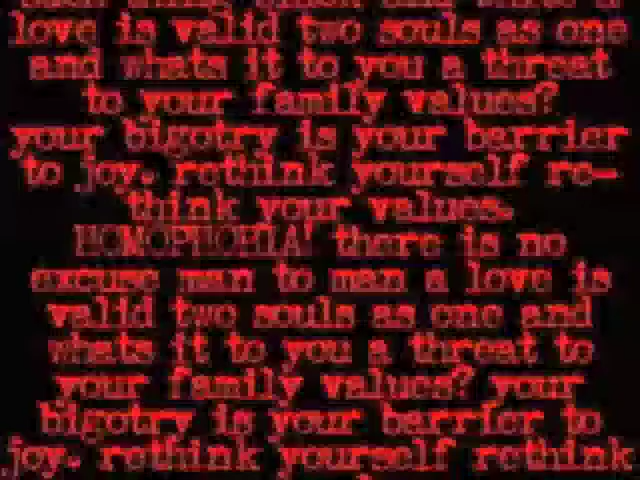 love is valid two souls as one
and whats it to you a threat
to your family values?
your bigotry is your barrier
to joy. rethink yourself re-
think your values.
HOMOPHOBIA! there is no
excuse man to man a love is
valid two souls as one and
whats it to you a threat to
your family values? your
bigotry is your barrier to
joy. rethink yourself rethink